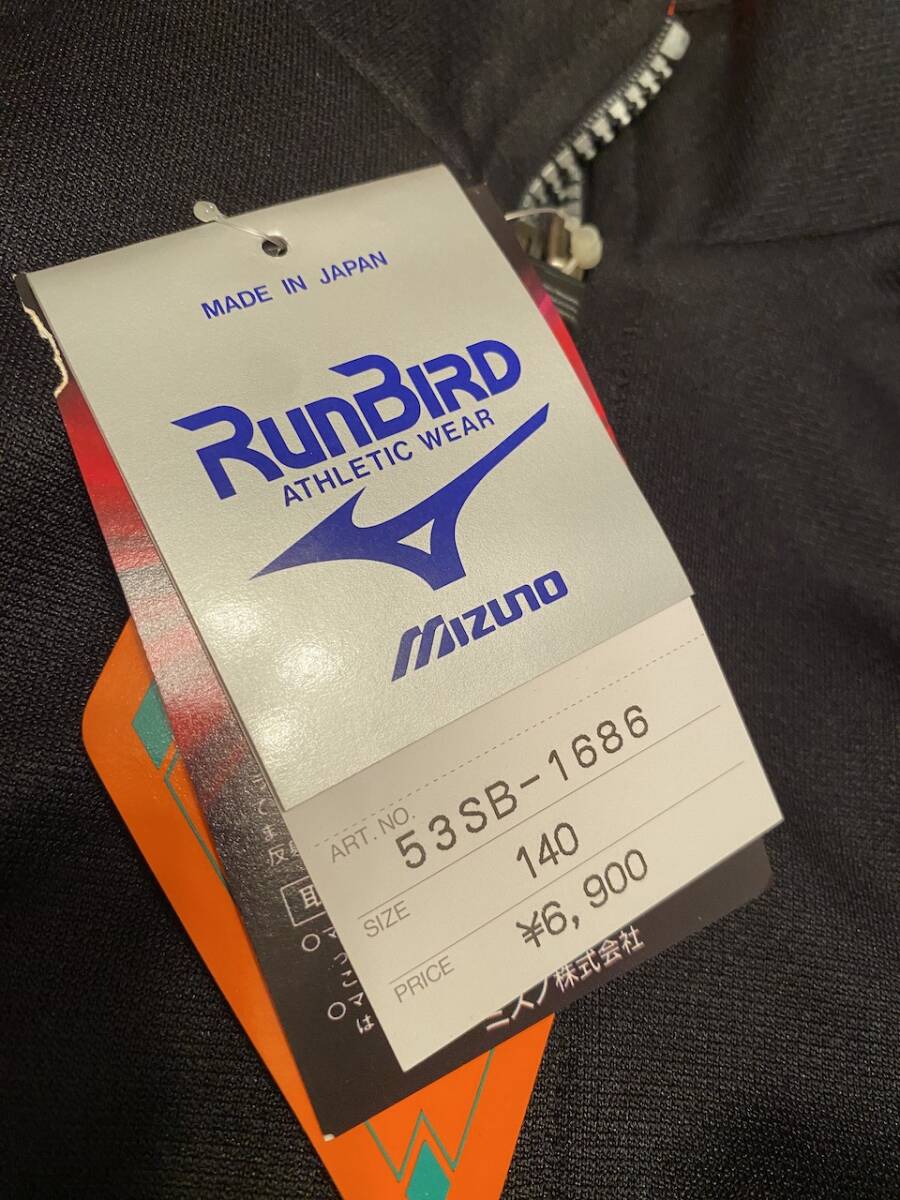 MADE IN JAPAN
RUNBIRD
ATHLETIC WEAR
MIZUNO
ART.NO. 53SB-1686
SIZE 140
PRICE ¥6,900
ミズノ株式会社